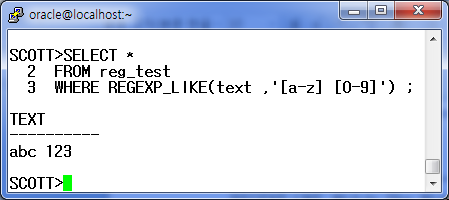 oracle@localhost:~
SCOTT>SELECT *
2 FROM reg_test
3 WHERE REGEXP_LIKE(text ,'[a-z] [0-9]') ;
TEXT
----------
abc 123
SCOTT>